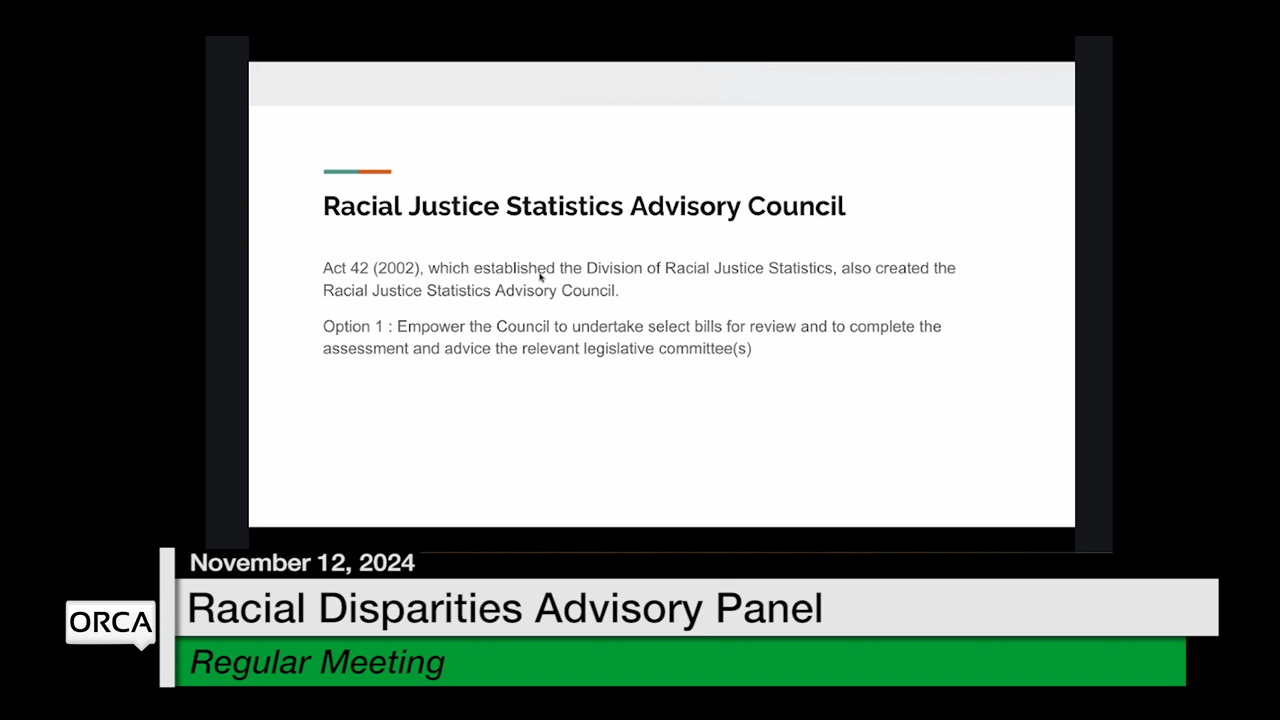 Racial Justice Statistics Advisory Council
Act 42 (2002), which established the Division of Racial Justice Statistics, also created the
Racial Justice Statistics Advisory Council.
Option 1 : Empower the Council to undertake select bills for review and to complete the
assessment and advice the relevant legislative committee(s)
November 12, 2024
Racial Disparities Advisory Panel
ORCA
Regular Meeting